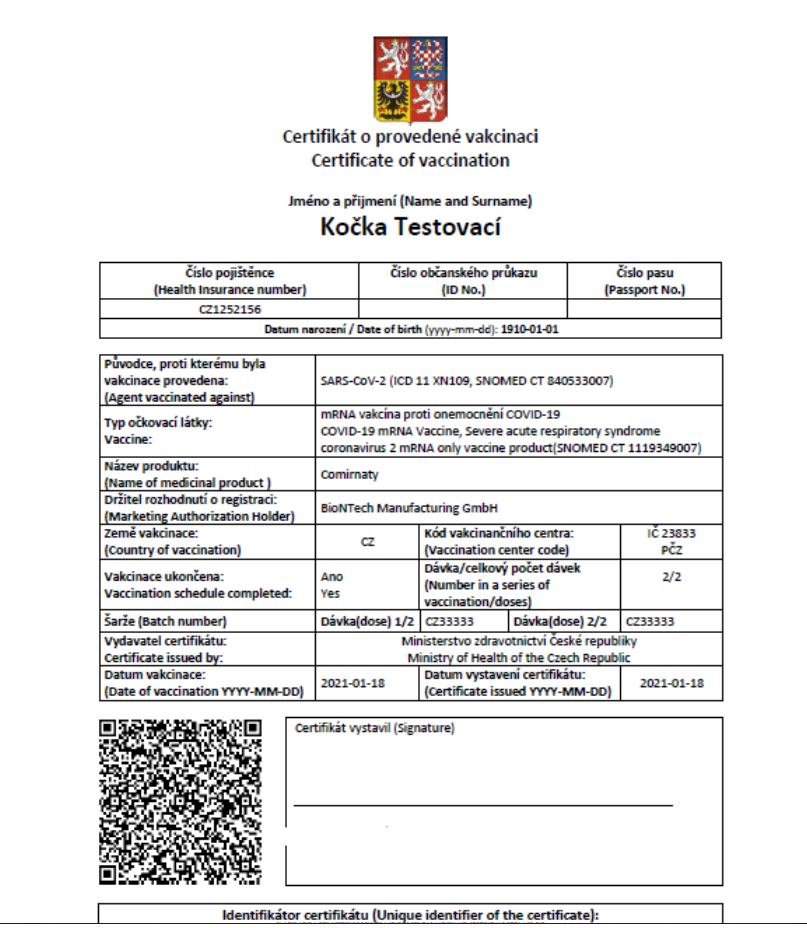 Certifikát o provedené vakcinaci
Certificate of vaccination
Jméno a přijmení (Name and Surname)
Kočka Testovací
Číslo pojištěnce
(Health Insurance number)
Číslo občanského průkazu
(ID No.)
Číslo pasu
(Passport No.)
CZ1252156
Datum narození / Date of birth (yyyy-mm-dd): 1910-01-01
Původce, proti kterému byla
vakcinace provedena:
(Agent vaccinated against)
SARS-CoV-2 (ICD 11 XN109, SNOMED CT 840533007)
Typ očkovací látky:
Vaccine:
mRNA vakcína proti onemocnění COVID-19
COVID-19 mRNA Vaccine, Severe acute respiratory syndrome
coronavirus 2 mRNA only vaccine product(SNOMED CT 1119349007)
Název produktu:
(Name of medicinal product )
Comirnaty
Držitel rozhodnutí o registraci:
(Marketing Authorization Holder)
BioNTech Manufacturing GmbH
Země vakcinace:
(Country of vaccination)
CZ
Kód vakcinančního centra:
(Vaccination center code)
IČ 23833
PČZ
Vakcinace ukončena:
Vaccination schedule completed:
Ano
Yes
Dávka/celkový počet dávek
(Number in a series of
vaccination/doses)
2/2
Šarže (Batch number)
Dávka(dose) 1/2
CZ33333
Dávka(dose) 2/2
CZ33333
Vydavatel certifikátu:
Certificate issued by:
Ministerstvo zdravotnictví České republiky
Ministry of Health of the Czech Republic
Datum vakcinace:
(Date of vaccination YYYY-MM-DD)
2021-01-18
Datum vystavení certifikátu:
(Certificate issued YYYY-MM-DD)
2021-01-18
Certifikát vystavil (Signature)
Identifikátor certifikátu (Unique identifier of the certificate):